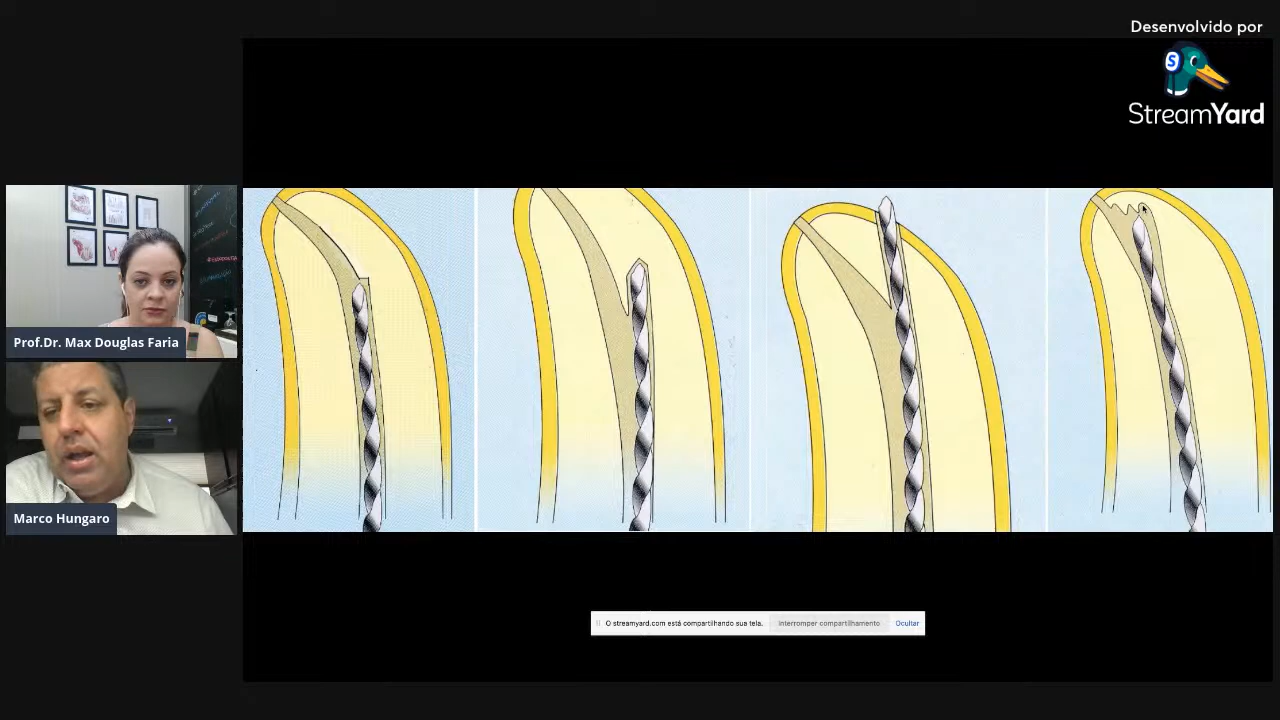 Desenvolvido por
StreamYard
Prof.Dr. Max Douglas Faria
Marco Hungaro
O streamyard.com está compartilhando sua tela.
Interromper compartilhamento
Ocultar